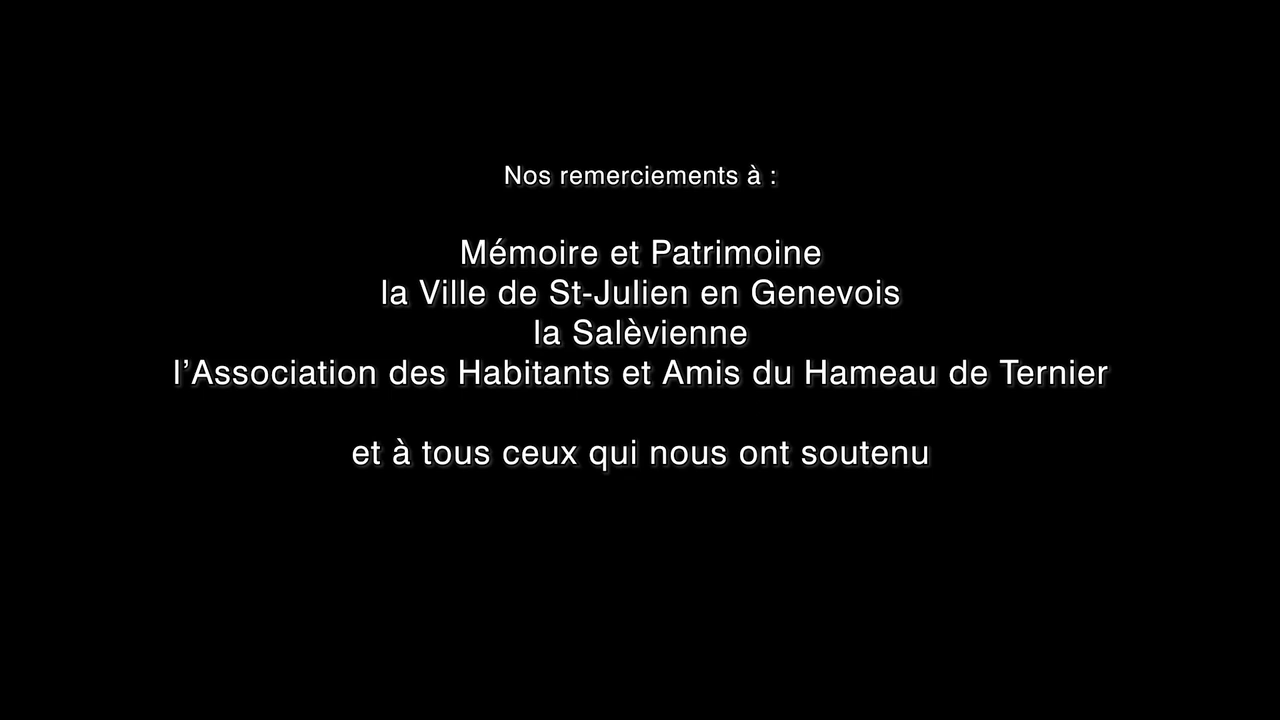 Nos remerciements à :
Mémoire et Patrimoine
la Ville de St-Julien en Genevois
la Salèvienne
l’Association des Habitants et Amis du Hameau de Ternier
et à tous ceux qui nous ont soutenu